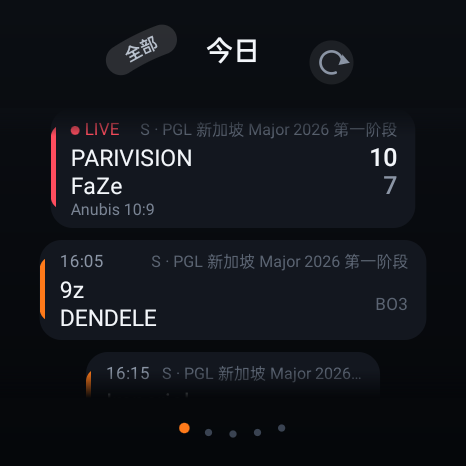 全部
今日
LIVE S · PGL 新加坡 Major 2026 第一阶段
PARIVISION 10
FaZe 7
Anubis 10:9
16:05 S · PGL 新加坡 Major 2026 第一阶段
9z
DENDELE
BO3
16:15 S · PGL 新加坡 Major 2026...